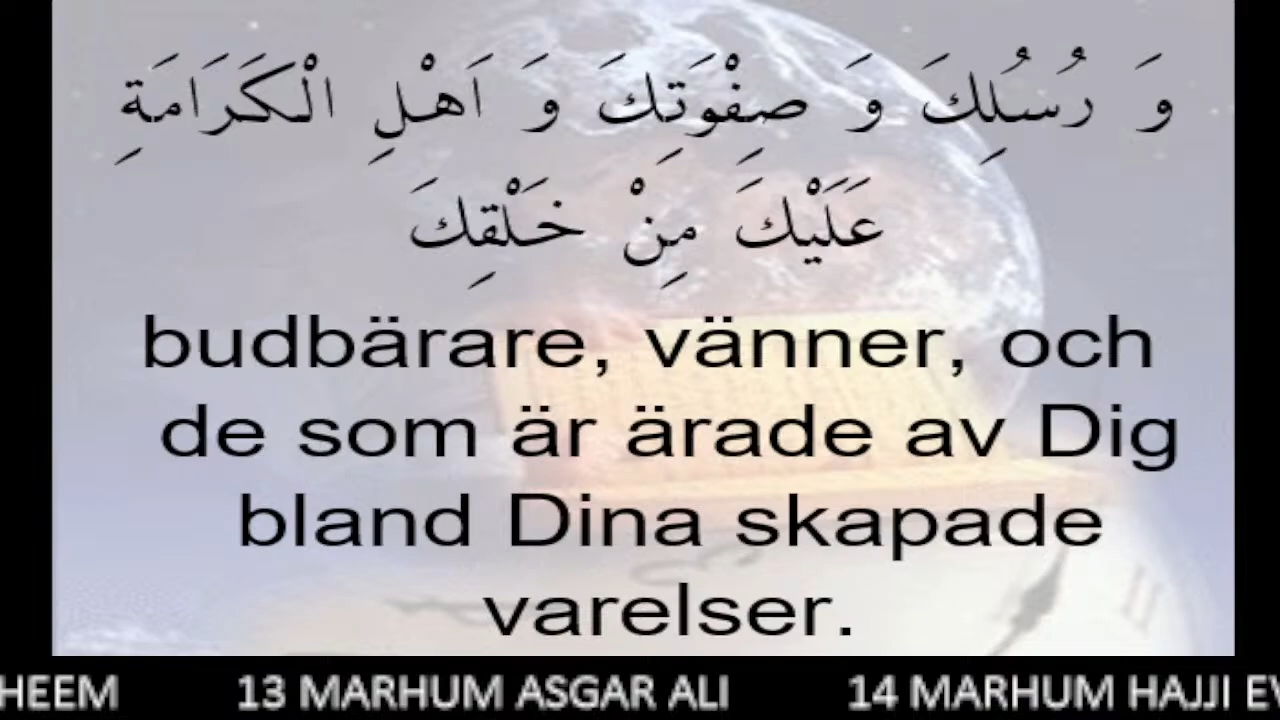 وَ رُسُلِكَ وَ صِفْوَتِكَ وَ اَهْلِ الْكَرَامَةِ
عَلَيْكَ مِنْ خَلْقِكَ
budbärare, vänner, och
de som är ärade av Dig
bland Dina skapade
varelser.
HEEM 13 MARHUM ASGAR ALI 14 MARHUM HAJJI EV